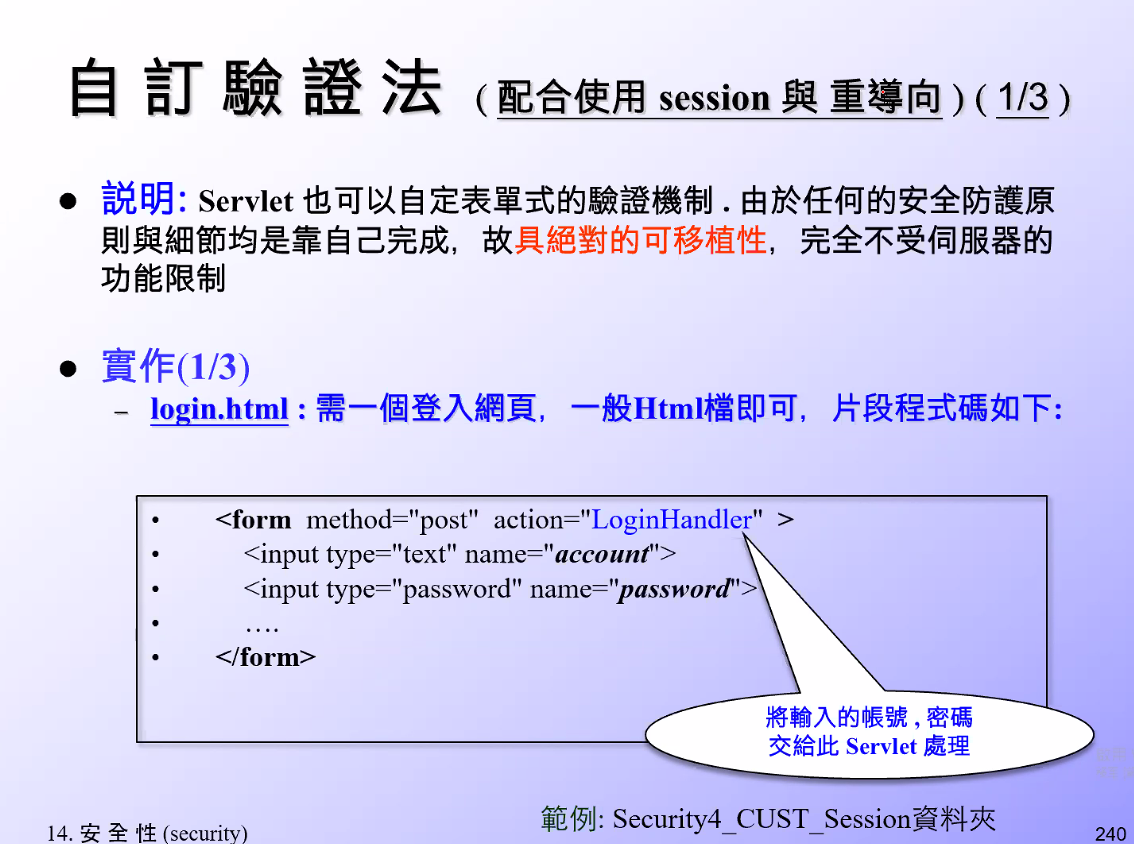 自訂驗證法 ( 配合使用 session 與 重導向 ) ( 1/3 )
● 說明: Servlet 也可以自定表單式的驗證機制 . 由於任何的安全防護原
則與細節均是靠自己完成, 故具絕對的可移植性, 完全不受伺服器的
功能限制
● 實作(1/3)
– login.html : 需一個登入網頁, 一般Html檔即可, 片段程式碼如下:
• <form method="post" action="LoginHandler" >
• <input type="text" name="account">
• <input type="password" name="password">
• ….
• </form>
將輸入的帳號 , 密碼
交給此 Servlet 處理
範例: Security4_CUST_Session資料夾
14. 安 全 性 (security)
240